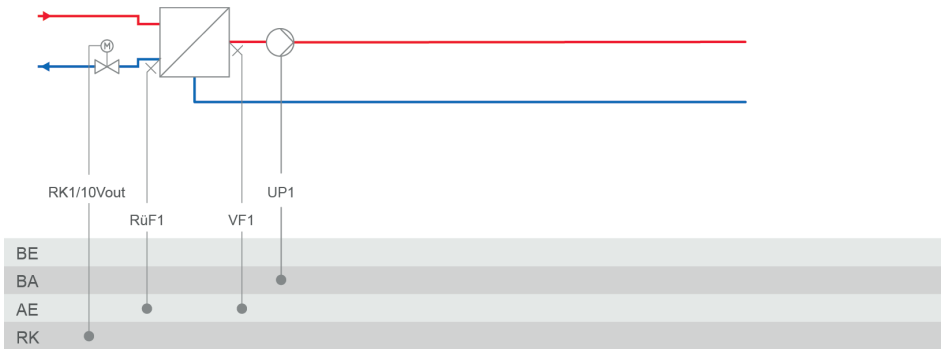 M
RK1/10Vout
UP1
RüF1
VF1
BE
BA
AE
RK